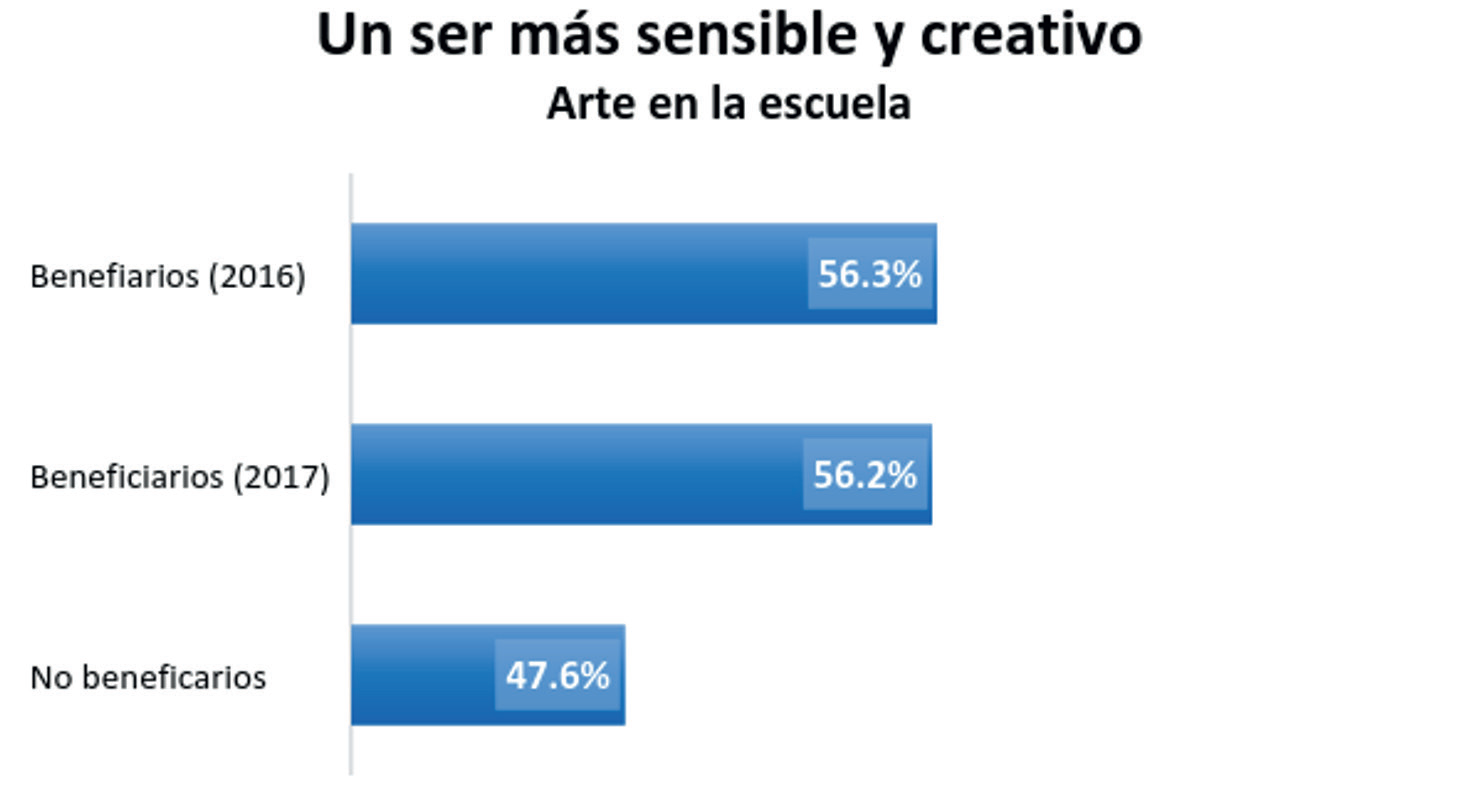 Un ser más sensible y creativo
Arte en la escuela
Benefiarios (2016)
56.3%
Beneficiarios (2017)
56.2%
No beneficarios
47.6%